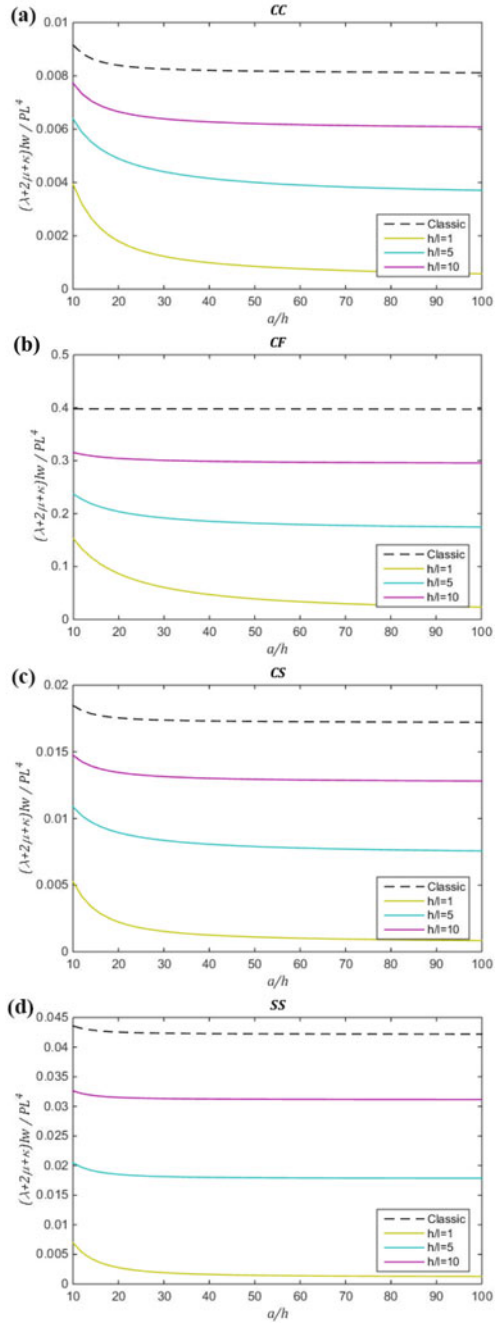 (a)
CC
0.01
0.008
0.006
0.004
0.002
0
(λ+2μ+κ)Iw / PL⁴
Classic
h/l=1
h/l=5
h/l=10
10 20 30 40 50 60 70 80 90 100
a/h
(b)
CF
0.5
0.4
0.3
0.2
0.1
0
(λ+2μ+κ)Iw / PL⁴
Classic
h/l=1
h/l=5
h/l=10
10 20 30 40 50 60 70 80 90 100
a/h
(c)
CS
0.02
0.015
0.01
0.005
0
(λ+2μ+κ)Iw / PL⁴
Classic
h/l=1
h/l=5
h/l=10
10 20 30 40 50 60 70 80 90 100
a/h
(d)
SS
0.045
0.04
0.035
0.03
0.025
0.02
0.015
0.01
0.005
0
(λ+2μ+κ)Iw / PL⁴
Classic
h/l=1
h/l=5
h/l=10
10 20 30 40 50 60 70 80 90 100
a/h